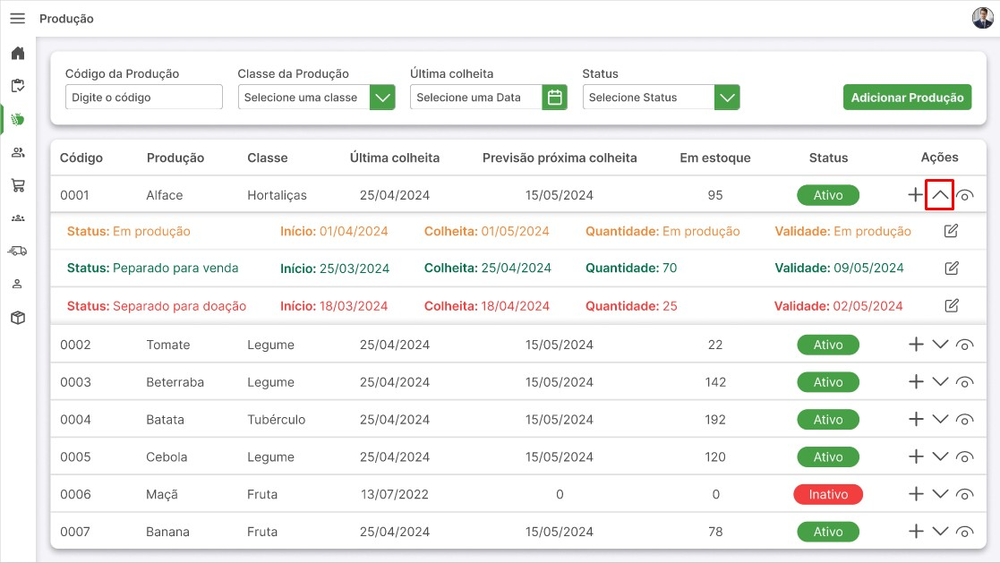 Produção
Código da Produção Classe da Produção Última colheita Status
Digite o código Selecione uma classe Selecione uma Data Selecione Status Adicionar Produção
Código Produção Classe Última colheita Previsão próxima colheita Em estoque Status Ações
0001 Alface Hortaliças 25/04/2024 15/05/2024 95 Ativo
Status: Em produção Início: 01/04/2024 Colheita: 01/05/2024 Quantidade: Em produção Validade: Em produção
Status: Peparado para venda Início: 25/03/2024 Colheita: 25/04/2024 Quantidade: 70 Validade: 09/05/2024
Status: Separado para doação Início: 18/03/2024 Colheita: 18/04/2024 Quantidade: 25 Validade: 02/05/2024
0002 Tomate Legume 25/04/2024 15/05/2024 22 Ativo
0003 Beterraba Legume 25/04/2024 15/05/2024 142 Ativo
0004 Batata Tubérculo 25/04/2024 15/05/2024 192 Ativo
0005 Cebola Legume 25/04/2024 15/05/2024 120 Ativo
0006 Maçã Fruta 13/07/2022 0 0 Inativo
0007 Banana Fruta 25/04/2024 15/05/2024 78 Ativo